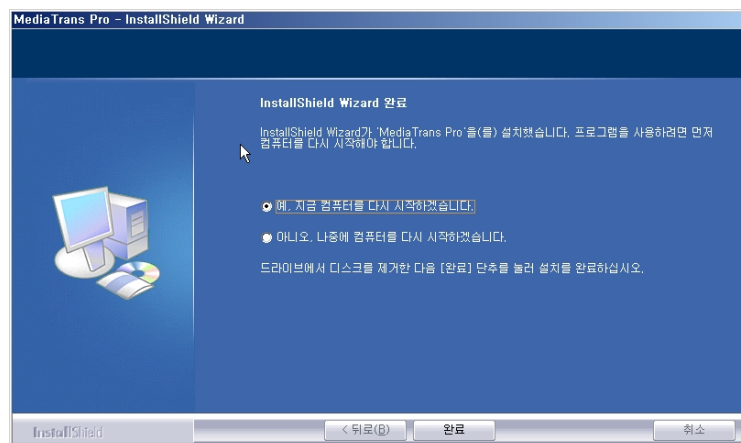 MediaTrans Pro - InstallShield Wizard
InstallShield Wizard 완료
InstallShield Wizard가 'MediaTrans Pro'을(를) 설치했습니다. 프로그램을 사용하려면 먼저
컴퓨터를 다시 시작해야 합니다.
예, 지금 컴퓨터를 다시 시작하겠습니다.
아니오, 나중에 컴퓨터를 다시 시작하겠습니다.
드라이브에서 디스크를 제거한 다음 [완료] 단추를 눌러 설치를 완료하십시오.
InstallShield
< 뒤로(B)
완료
취소